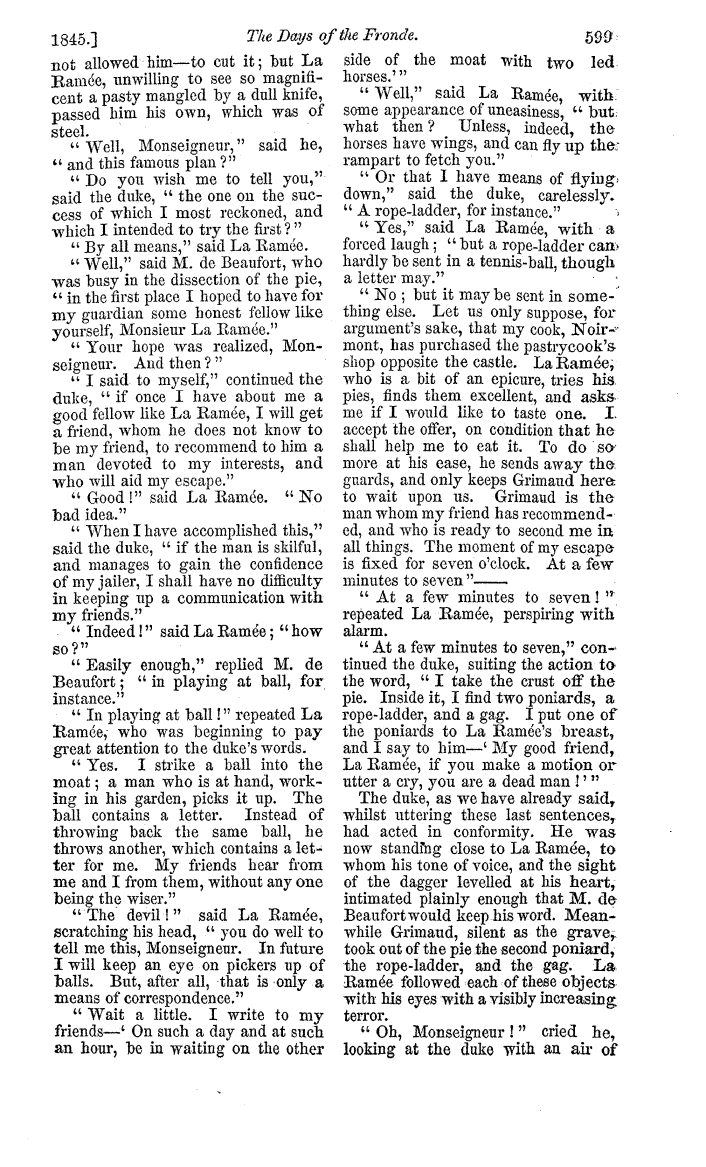 1845.] The Days of the Fronde. 599
not allowed him—to cut it; but La
Ramée, unwilling to see so magnifi-
cent a pasty mangled by a dull knife,
passed him his own, which was of
steel.
“ Well, Monseigneur,” said he,
“ and this famous plan ?”
“ Do you wish me to tell you,”
said the duke, “ the one on the suc-
cess of which I most reckoned, and
which I intended to try the first ?”
“ By all means,” said La Ramée.
“ Well,” said M. de Beaufort, who
was busy in the dissection of the pie,
“ in the first place I hoped to have for
my guardian some honest fellow like
yourself, Monsieur La Ramée.”
“ Your hope was realized, Mon-
seigneur. And then ? ”
“ I said to myself,” continued the
duke, “ if once I have about me a
good fellow like La Ramée, I will get
a friend, whom he does not know to
be my friend, to recommend to him a
man devoted to my interests, and
who will aid my escape.”
“ Good !” said La Ramée. “ No
bad idea.”
“ When I have accomplished this,”
said the duke, “ if the man is skilful,
and manages to gain the confidence
of my jailer, I shall have no difficulty
in keeping up a communication with
my friends.”
“ Indeed !” said La Ramée ; “ how
so ?”
“ Easily enough,” replied M. de
Beaufort ; “ in playing at ball, for
instance.”
“ In playing at ball ! ” repeated La
Ramée, who was beginning to pay
great attention to the duke’s words.
“ Yes. I strike a ball into the
moat ; a man who is at hand, work-
ing in his garden, picks it up. The
ball contains a letter. Instead of
throwing back the same ball, he
throws another, which contains a let-
ter for me. My friends hear from
me and I from them, without any one
being the wiser.”
“ The devil ! ” said La Ramée,
scratching his head, “ you do well to
tell me this, Monseigneur. In future
I will keep an eye on pickers up of
balls. But, after all, that is only a
means of correspondence.”
“ Wait a little. I write to my
friends—‘ On such a day and at such
an hour, be in waiting on the other
side of the moat with two led
horses.’ ”
“ Well,” said La Ramée, with
some appearance of uneasiness, “ but
what then ? Unless, indeed, the
horses have wings, and can fly up the
rampart to fetch you.”
“ Or that I have means of flying
down,” said the duke, carelessly.
“ A rope-ladder, for instance.”
“ Yes,” said La Ramée, with a
forced laugh ; “ but a rope-ladder can
hardly be sent in a tennis-ball, though
a letter may.”
“ No ; but it may be sent in some-
thing else. Let us only suppose, for
argument’s sake, that my cook, Noir-
mont, has purchased the pastrycook’s
shop opposite the castle. La Ramée,
who is a bit of an epicure, tries his
pies, finds them excellent, and asks
me if I would like to taste one. I
accept the offer, on condition that he
shall help me to eat it. To do so
more at his ease, he sends away the
guards, and only keeps Grimaud here
to wait upon us. Grimaud is the
man whom my friend has recommend-
ed, and who is ready to second me in
all things. The moment of my escape
is fixed for seven o’clock. At a few
minutes to seven ”——
“ At a few minutes to seven ! ”
repeated La Ramée, perspiring with
alarm.
“ At a few minutes to seven,” con-
tinued the duke, suiting the action to
the word, “ I take the crust off the
pie. Inside it, I find two poniards, a
rope-ladder, and a gag. I put one of
the poniards to La Ramée’s breast,
and I say to him—‘ My good friend,
La Ramée, if you make a motion or
utter a cry, you are a dead man ! ’ ”
The duke, as we have already said,
whilst uttering these last sentences,
had acted in conformity. He was
now standing close to La Ramée, to
whom his tone of voice, and the sight
of the dagger levelled at his heart,
intimated plainly enough that M. de
Beaufort would keep his word. Mean-
while Grimaud, silent as the grave,
took out of the pie the second poniard,
the rope-ladder, and the gag. La
Ramée followed each of these objects
with his eyes with a visibly increasing
terror.
“ Oh, Monseigneur ! ” cried he,
looking at the duke with an air of